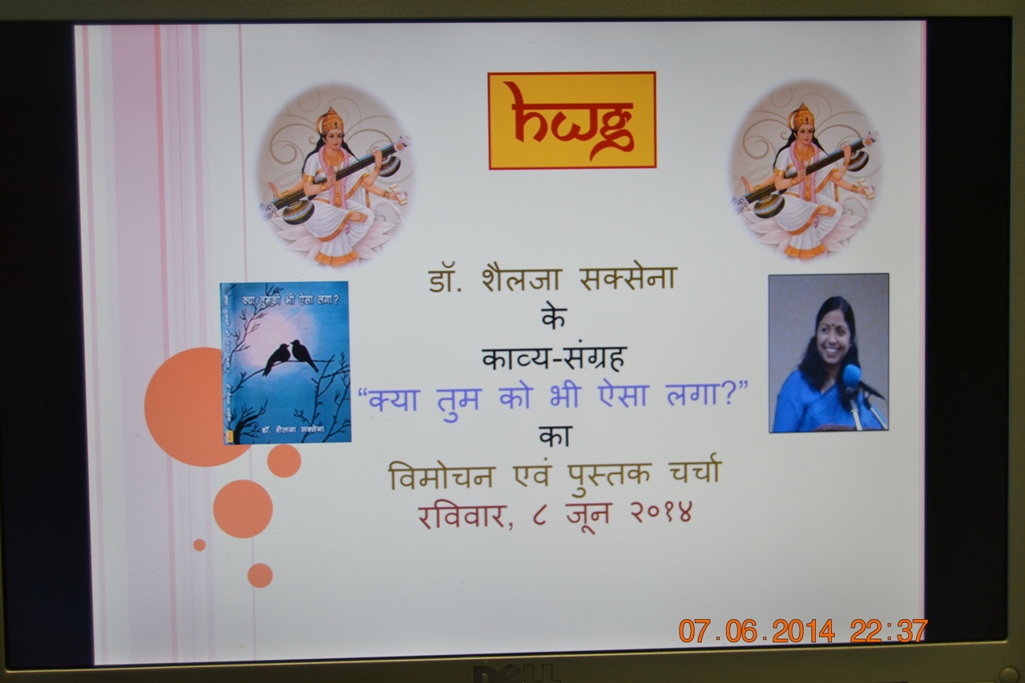 hwg
डॉ. शैलजा सक्सेना
के
काव्य-संग्रह
“क्या तुम को भी ऐसा लगा?”
का
विमोचन एवं पुस्तक चर्चा
रविवार, ८ जून २०१४
क्या तुमको भी ऐसा लगा?
डॉ. शैलजा सक्सेना
07.06.2014 22:37
DELL